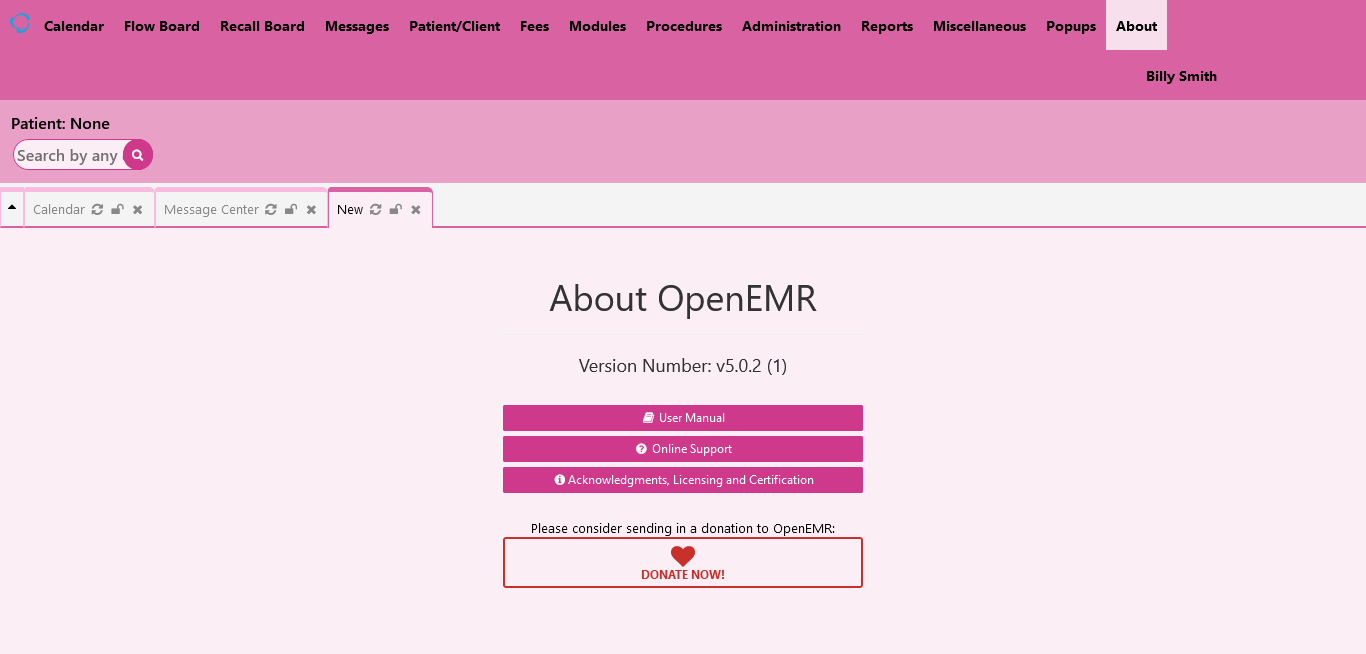 Calendar Flow Board Recall Board Messages Patient/Client Fees Modules Procedures Administration Reports Miscellaneous Popups About
Billy Smith
Patient: None
Search by any
Calendar Message Center New
About OpenEMR
Version Number: v5.0.2 (1)
User Manual
Online Support
Acknowledgments, Licensing and Certification
Please consider sending in a donation to OpenEMR:
DONATE NOW!